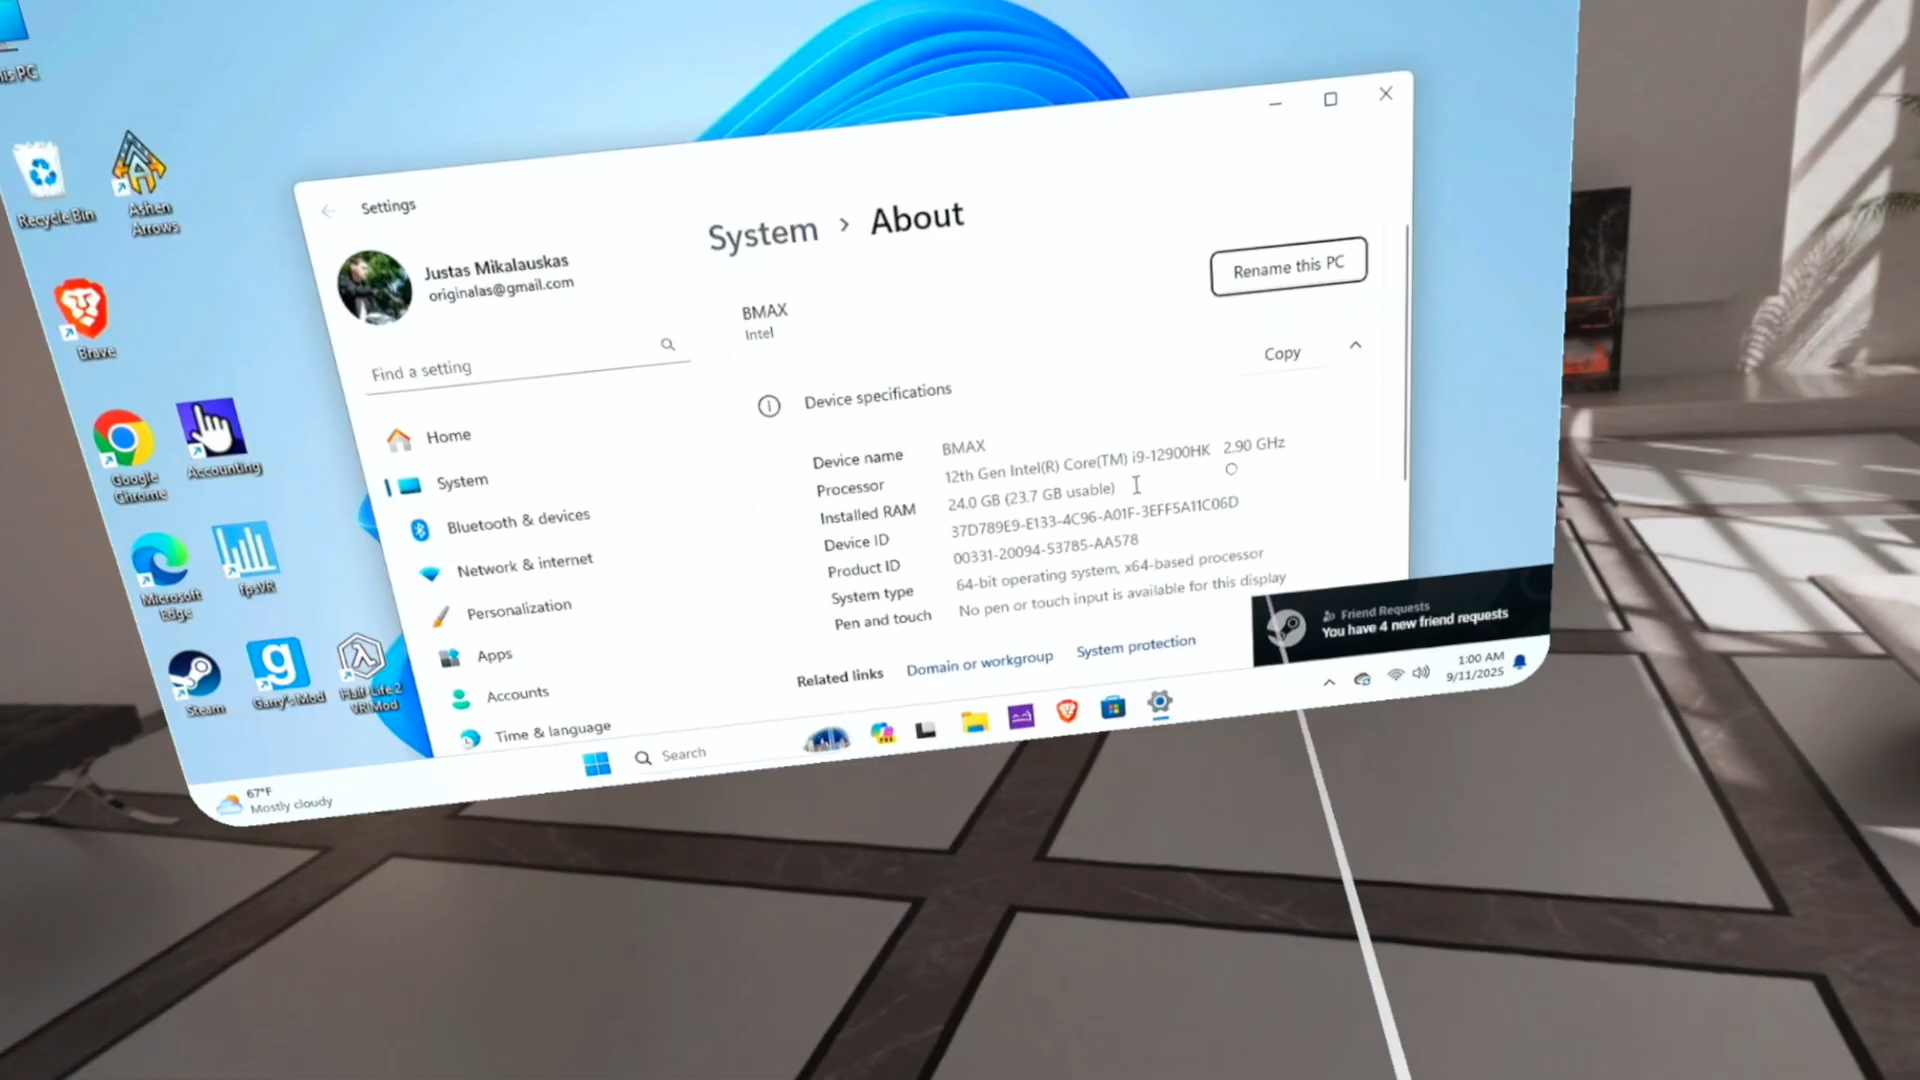 is PC
Recycle Bin
Ashen
Arrows
Brave
Google
Chrome
Accounting
Microsoft
Edge
fpsVR
Steam
Garry's Mod
Half-Life 2
VR Mod
Settings
Justas Mikalauskas
originalas@gmail.com
Find a setting
Home
System
Bluetooth & devices
Network & internet
Personalization
Apps
Accounts
Time & language
System > About
Rename this PC
BMAX
Intel
Copy
Device specifications
Device name BMAX
Processor 12th Gen Intel(R) Core(TM) i9-12900HK 2.90 GHz
Installed RAM 24.0 GB (23.7 GB usable)
Device ID 37D789E9-E133-4C96-A01F-3EFF5A11C06D
Product ID 00331-20094-53785-AA578
System type 64-bit operating system, x64-based processor
Pen and touch No pen or touch input is available for this display
Related links Domain or workgroup System protection
Friend Requests
You have 4 new friend requests
67°F
Mostly cloudy
Search
1:00 AM
9/11/2025